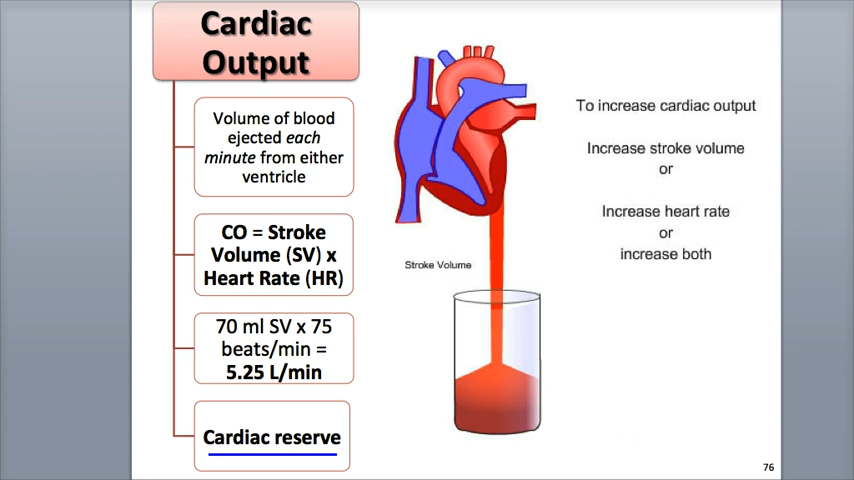 Cardiac
Output
Volume of blood
ejected each
minute from either
ventricle
CO = Stroke
Volume (SV) x
Heart Rate (HR)
70 ml SV x 75
beats/min =
5.25 L/min
Cardiac reserve
Stroke Volume
To increase cardiac output
Increase stroke volume
or
Increase heart rate
or
increase both
76